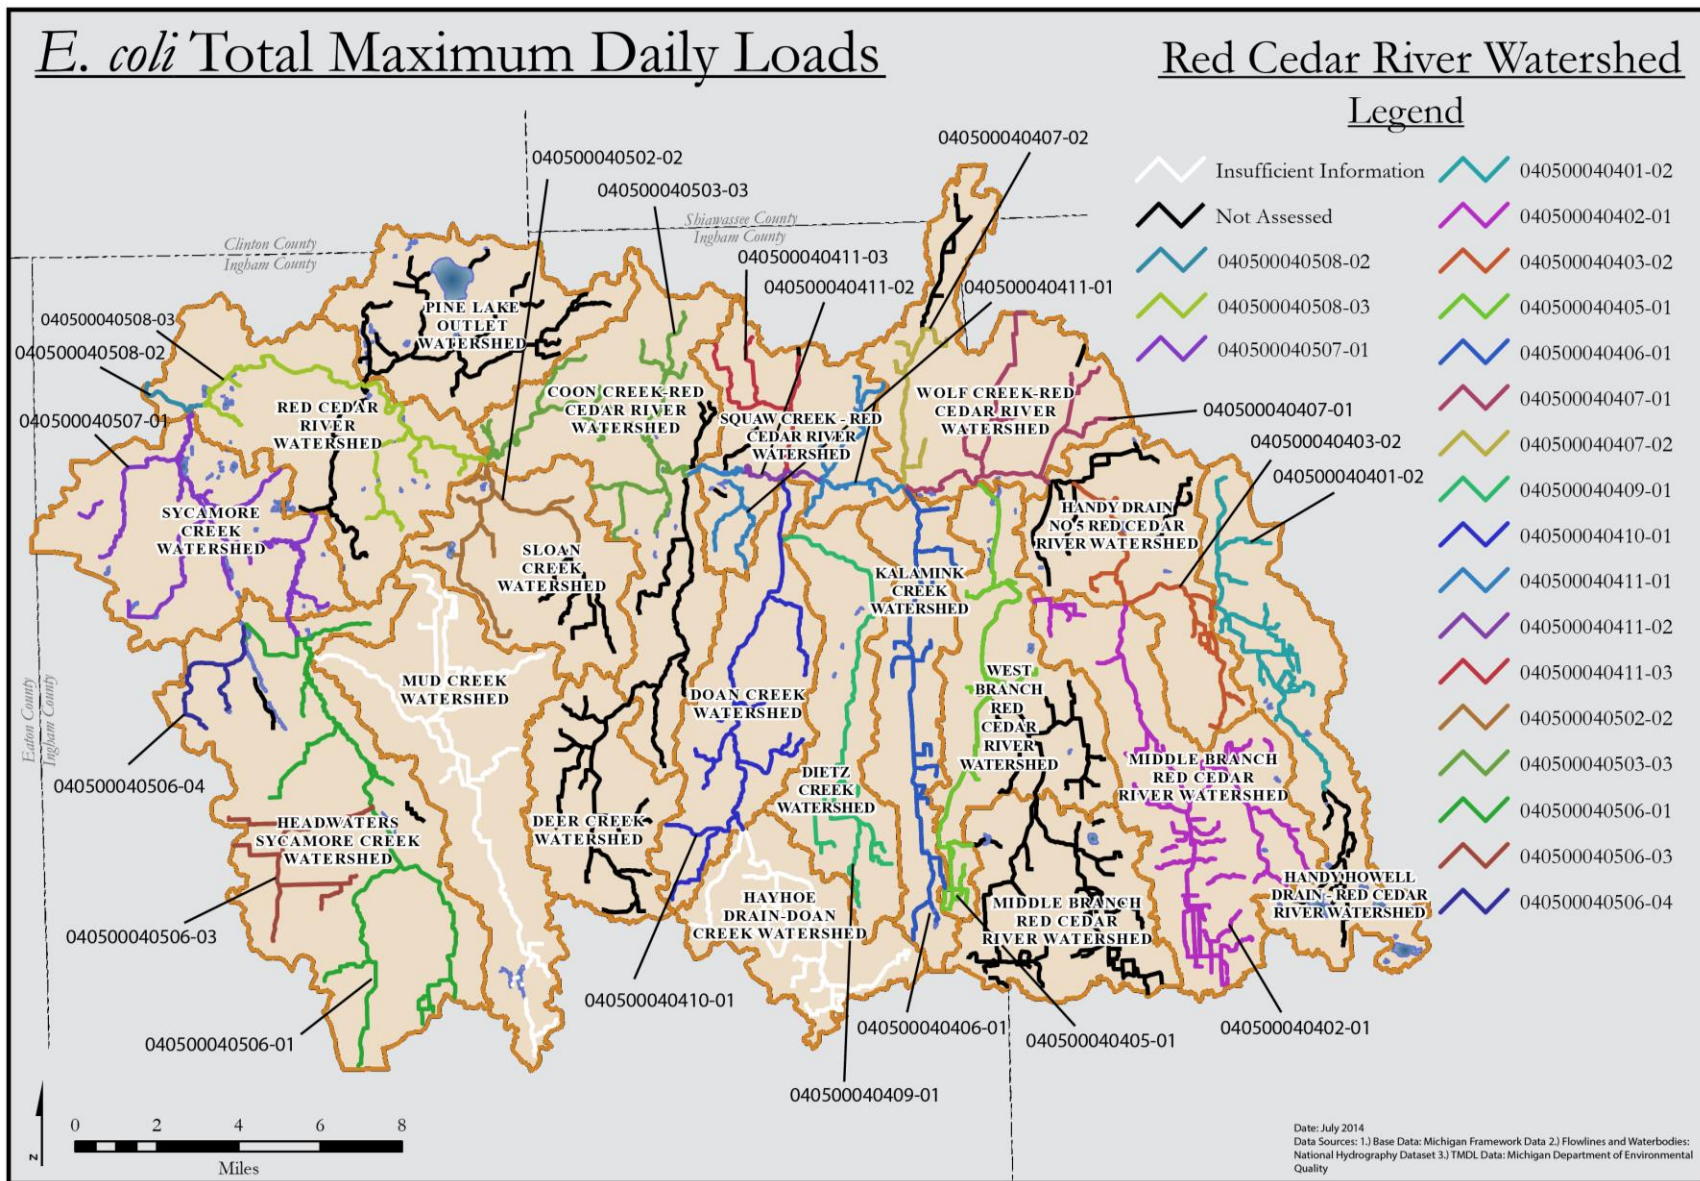 E. coli Total Maximum Daily Loads
Red Cedar River Watershed
Legend
Insufficient Information
Not Assessed
040500040508-02
040500040508-03
040500040507-01
040500040401-02
040500040402-01
040500040403-02
040500040405-01
040500040406-01
040500040407-01
040500040407-02
040500040409-01
040500040410-01
040500040411-01
040500040411-02
040500040411-03
040500040502-02
040500040503-03
040500040506-01
040500040506-03
040500040506-04
040500040407-02
040500040502-02
040500040503-03
Shiawassee County
Ingham County
Clinton County
Ingham County
040500040411-03
040500040411-02
040500040411-01
040500040508-03
040500040508-02
040500040507-01
PINE LAKE
OUTLET
WATERSHED
RED CEDAR
RIVER
WATERSHED
COON CREEK-RED
CEDAR RIVER
WATERSHED
SQUAW CREEK - RED
CEDAR RIVER
WATERSHED
WOLF CREEK-RED
CEDAR RIVER
WATERSHED
040500040407-01
040500040403-02
040500040401-02
SYCAMORE
CREEK
WATERSHED
SLOAN
CREEK
WATERSHED
KALAMINK
CREEK
WATERSHED
HANDY DRAIN
NO 5 RED CEDAR
RIVER WATERSHED
MUD CREEK
WATERSHED
DOAN CREEK
WATERSHED
WEST
BRANCH
RED
CEDAR
RIVER
WATERSHED
Eaton County
Ingham County
040500040506-04
DIETZ
CREEK
WATERSHED
MIDDLE BRANCH
RED CEDAR
RIVER WATERSHED
HEADWATERS
SYCAMORE CREEK
WATERSHED
DEER CREEK
WATERSHED
HAYHOE
DRAIN-DOAN
CREEK WATERSHED
MIDDLE BRANCH
RED CEDAR
RIVER WATERSHED
HANDY HOWELL
DRAIN - RED CEDAR
RIVER WATERSHED
040500040506-03
040500040410-01
040500040506-01
040500040406-01
040500040405-01
040500040402-01
040500040409-01
0 2 4 6 8
Miles
N
Date: July 2014
Data Sources: 1.) Base Data: Michigan Framework Data 2.) Flowlines and Waterbodies:
National Hydrography Dataset 3.) TMDL Data: Michigan Department of Environmental
Quality